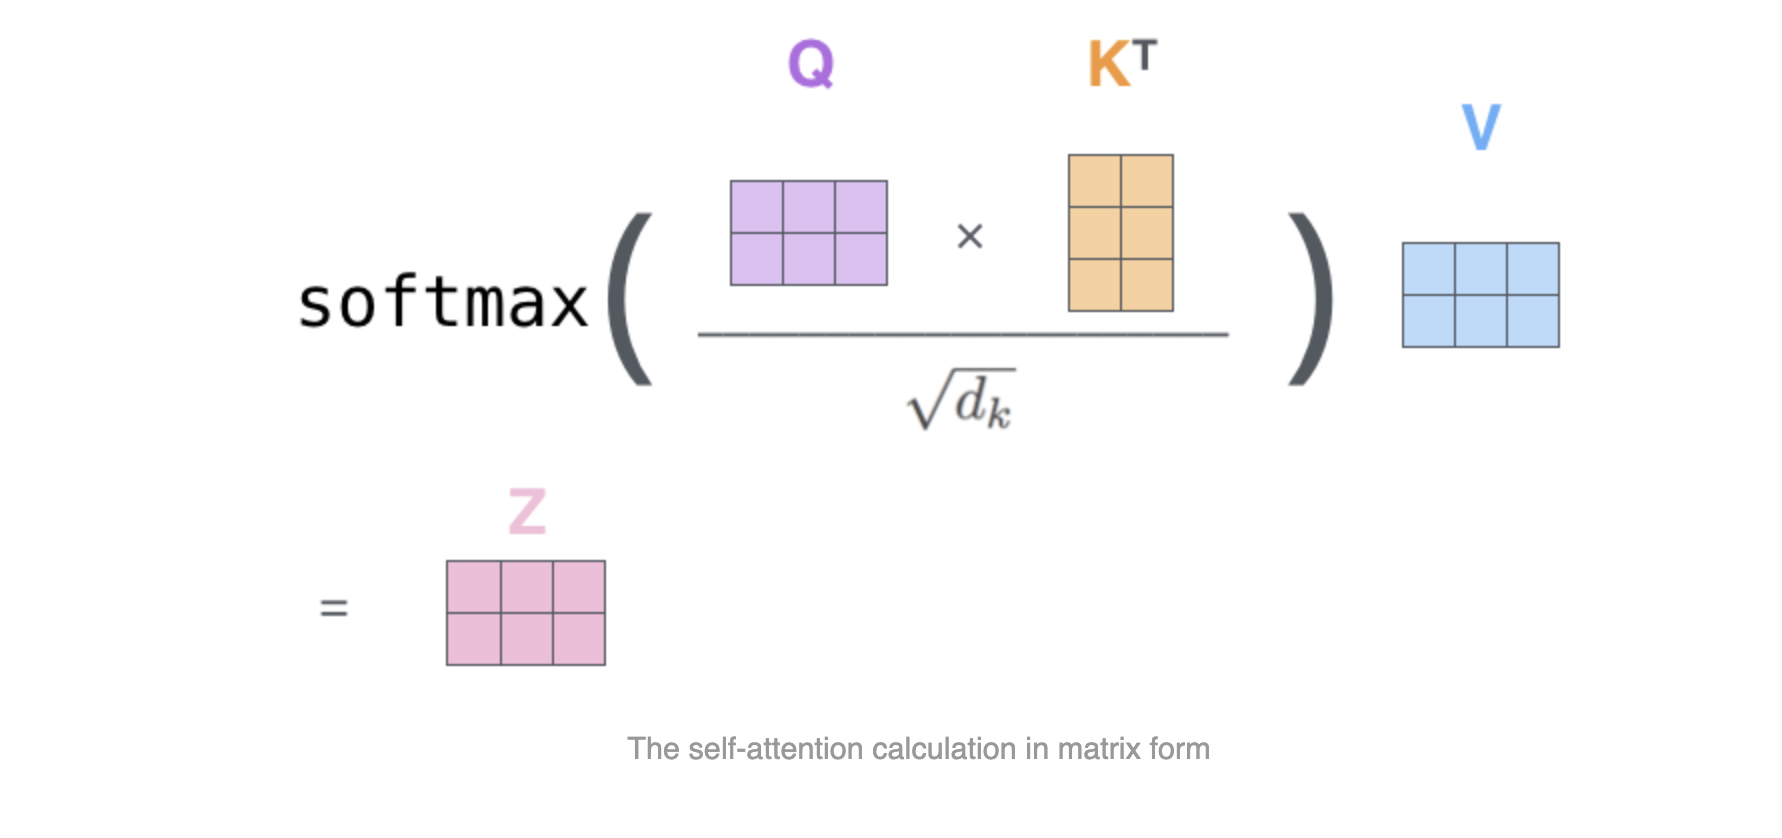 Q
Kᵀ
V
×
softmax( )
√dₖ
Z
=
The self-attention calculation in matrix form